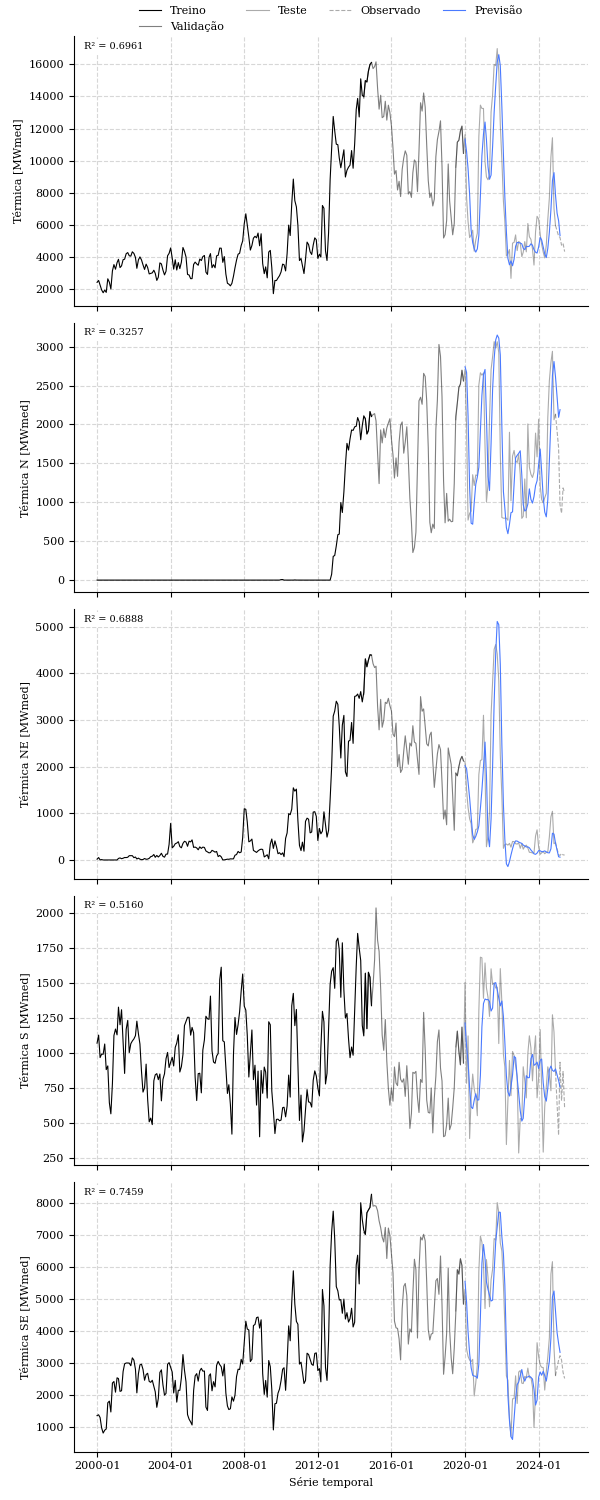 Treino
Teste
Observado
Previsão
Validação
R² = 0.6961
Térmica [MWmed]
16000
14000
12000
10000
8000
6000
4000
2000
R² = 0.3257
Térmica N [MWmed]
3000
2500
2000
1500
1000
500
0
R² = 0.6888
Térmica NE [MWmed]
5000
4000
3000
2000
1000
0
R² = 0.5160
Térmica S [MWmed]
2000
1750
1500
1250
1000
750
500
250
R² = 0.7459
Térmica SE [MWmed]
8000
7000
6000
5000
4000
3000
2000
1000
2000-01 2004-01 2008-01 2012-01 2016-01 2020-01 2024-01
Série temporal